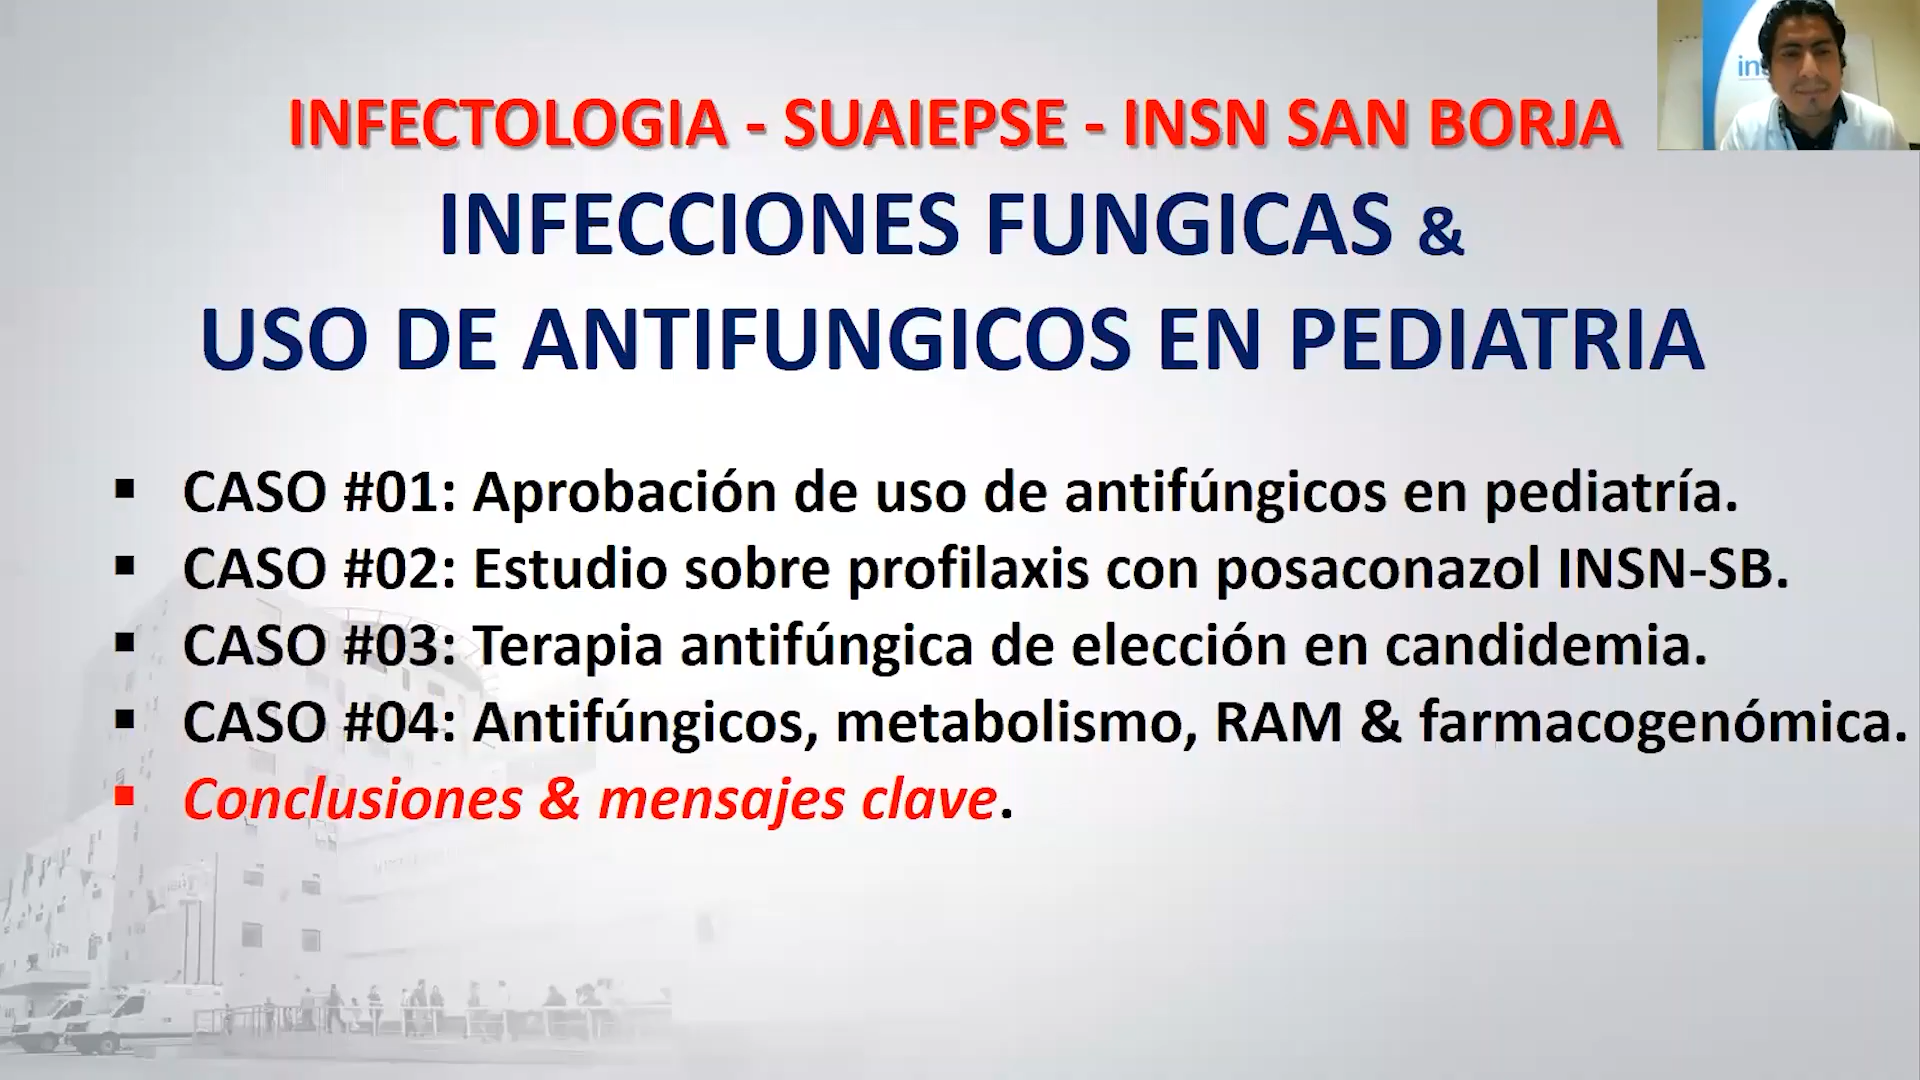 INFECTOLOGIA - SUAIEPSE - INSN SAN BORJA
INFECCIONES FUNGICAS &
USO DE ANTIFUNGICOS EN PEDIATRIA
▪ CASO #01: Aprobación de uso de antifúngicos en pediatría.
▪ CASO #02: Estudio sobre profilaxis con posaconazol INSN-SB.
▪ CASO #03: Terapia antifúngica de elección en candidemia.
▪ CASO #04: Antifúngicos, metabolismo, RAM & farmacogenómica.
▪ Conclusiones & mensajes clave.